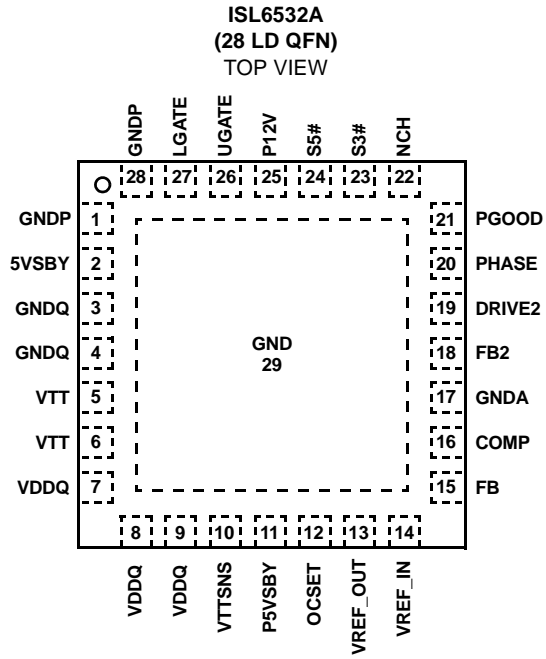 ISL6532A
(28 LD QFN)
TOP VIEW
GNDP
LGATE
UGATE
P12V
S5#
S3#
NCH
28
27
26
25
24
23
22
GNDP 1
5VSBY 2
GNDQ 3
GNDQ 4
VTT 5
VTT 6
VDDQ 7
GND
29
21 PGOOD
20 PHASE
19 DRIVE2
18 FB2
17 GNDA
16 COMP
15 FB
8
9
10
11
12
13
14
VDDQ
VDDQ
VTTSNS
P5VSBY
OCSET
VREF_OUT
VREF_IN